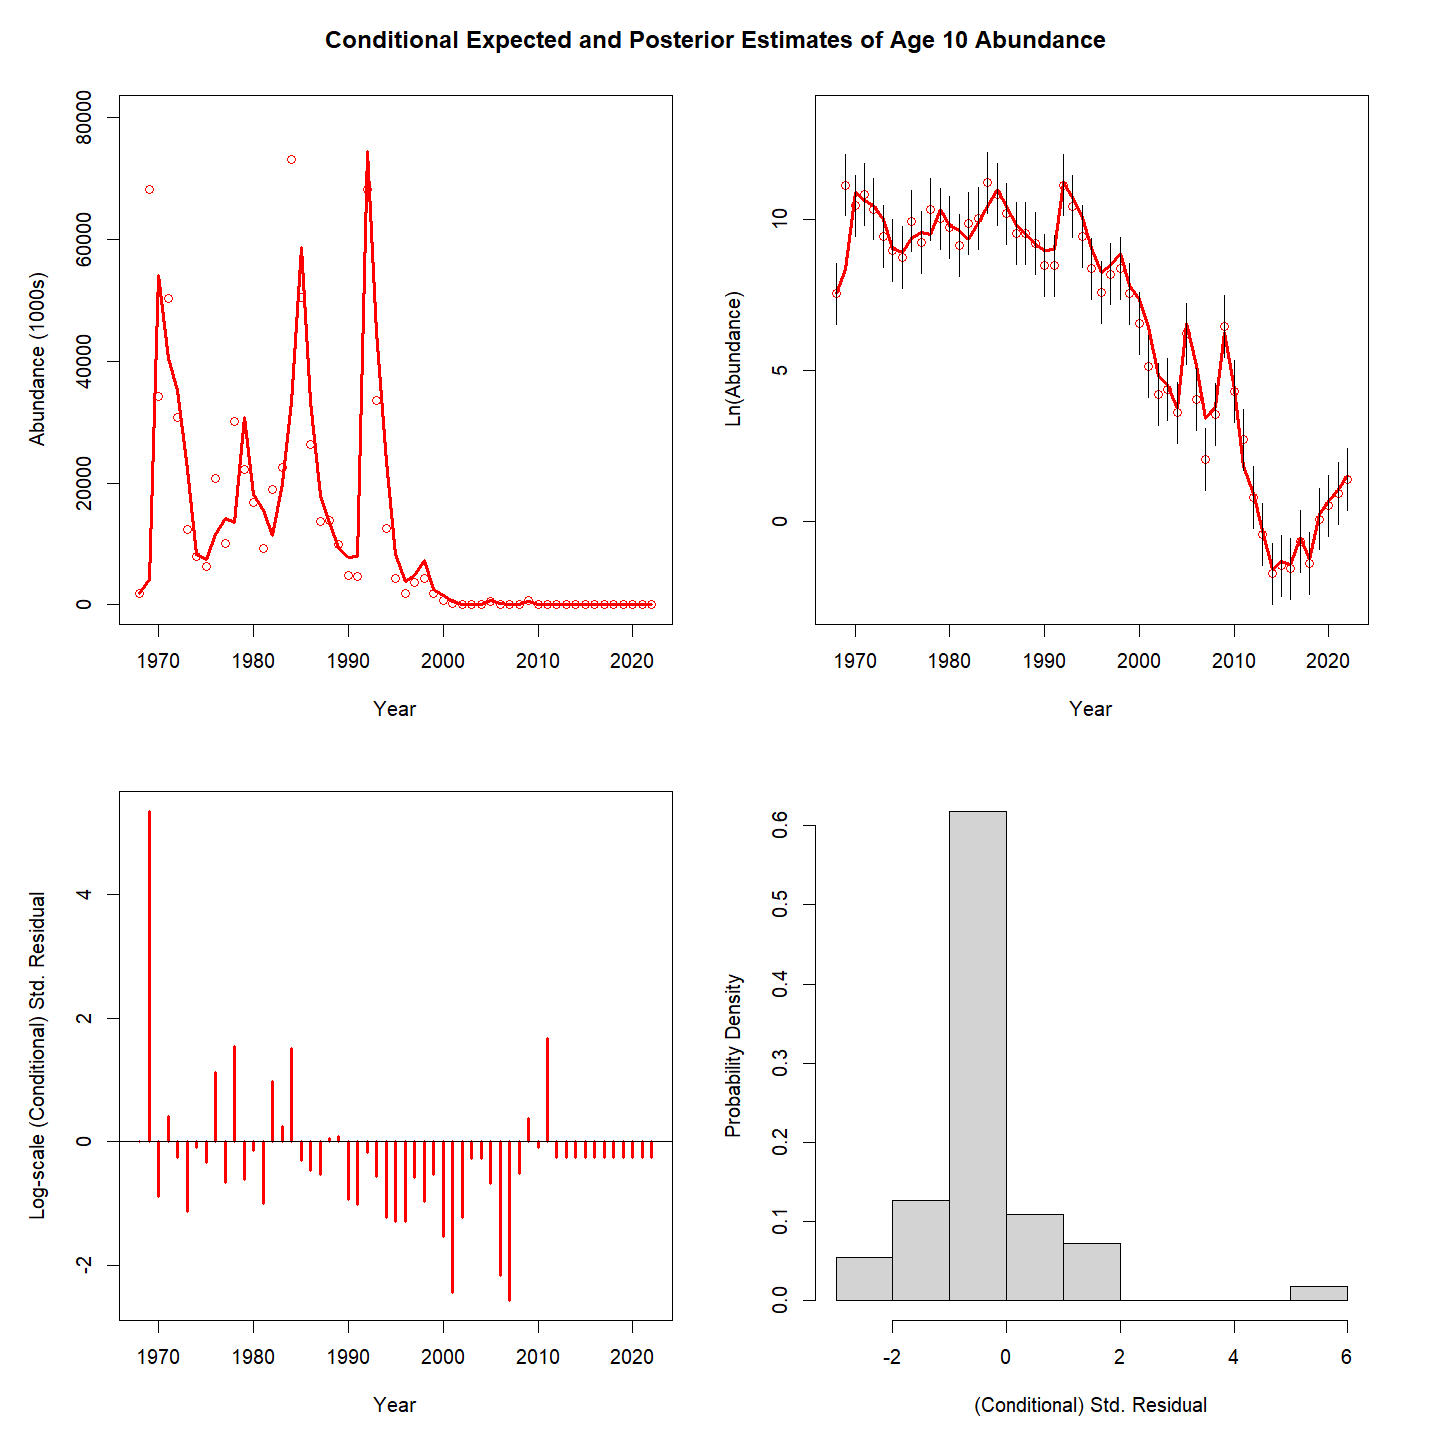 Conditional Expected and Posterior Estimates of Age 10 Abundance
Abundance (1000s)
80000
60000
40000
20000
0
1970 1980 1990 2000 2010 2020
Year
Ln(Abundance)
10
5
0
1970 1980 1990 2000 2010 2020
Year
Log-scale (Conditional) Std. Residual
4
2
0
-2
1970 1980 1990 2000 2010 2020
Year
Probability Density
0.6
0.5
0.4
0.3
0.2
0.1
0.0
-2 0 2 4 6
(Conditional) Std. Residual